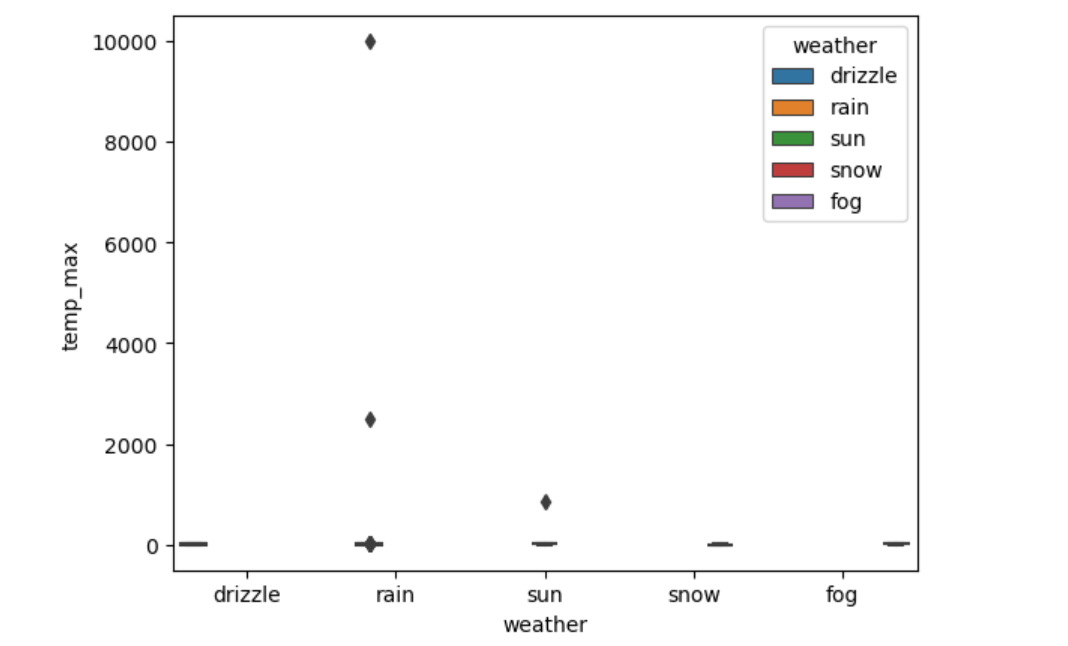 10000
8000
6000
4000
2000
0
temp_max
drizzle
rain
sun
snow
fog
weather
weather
drizzle
rain
sun
snow
fog